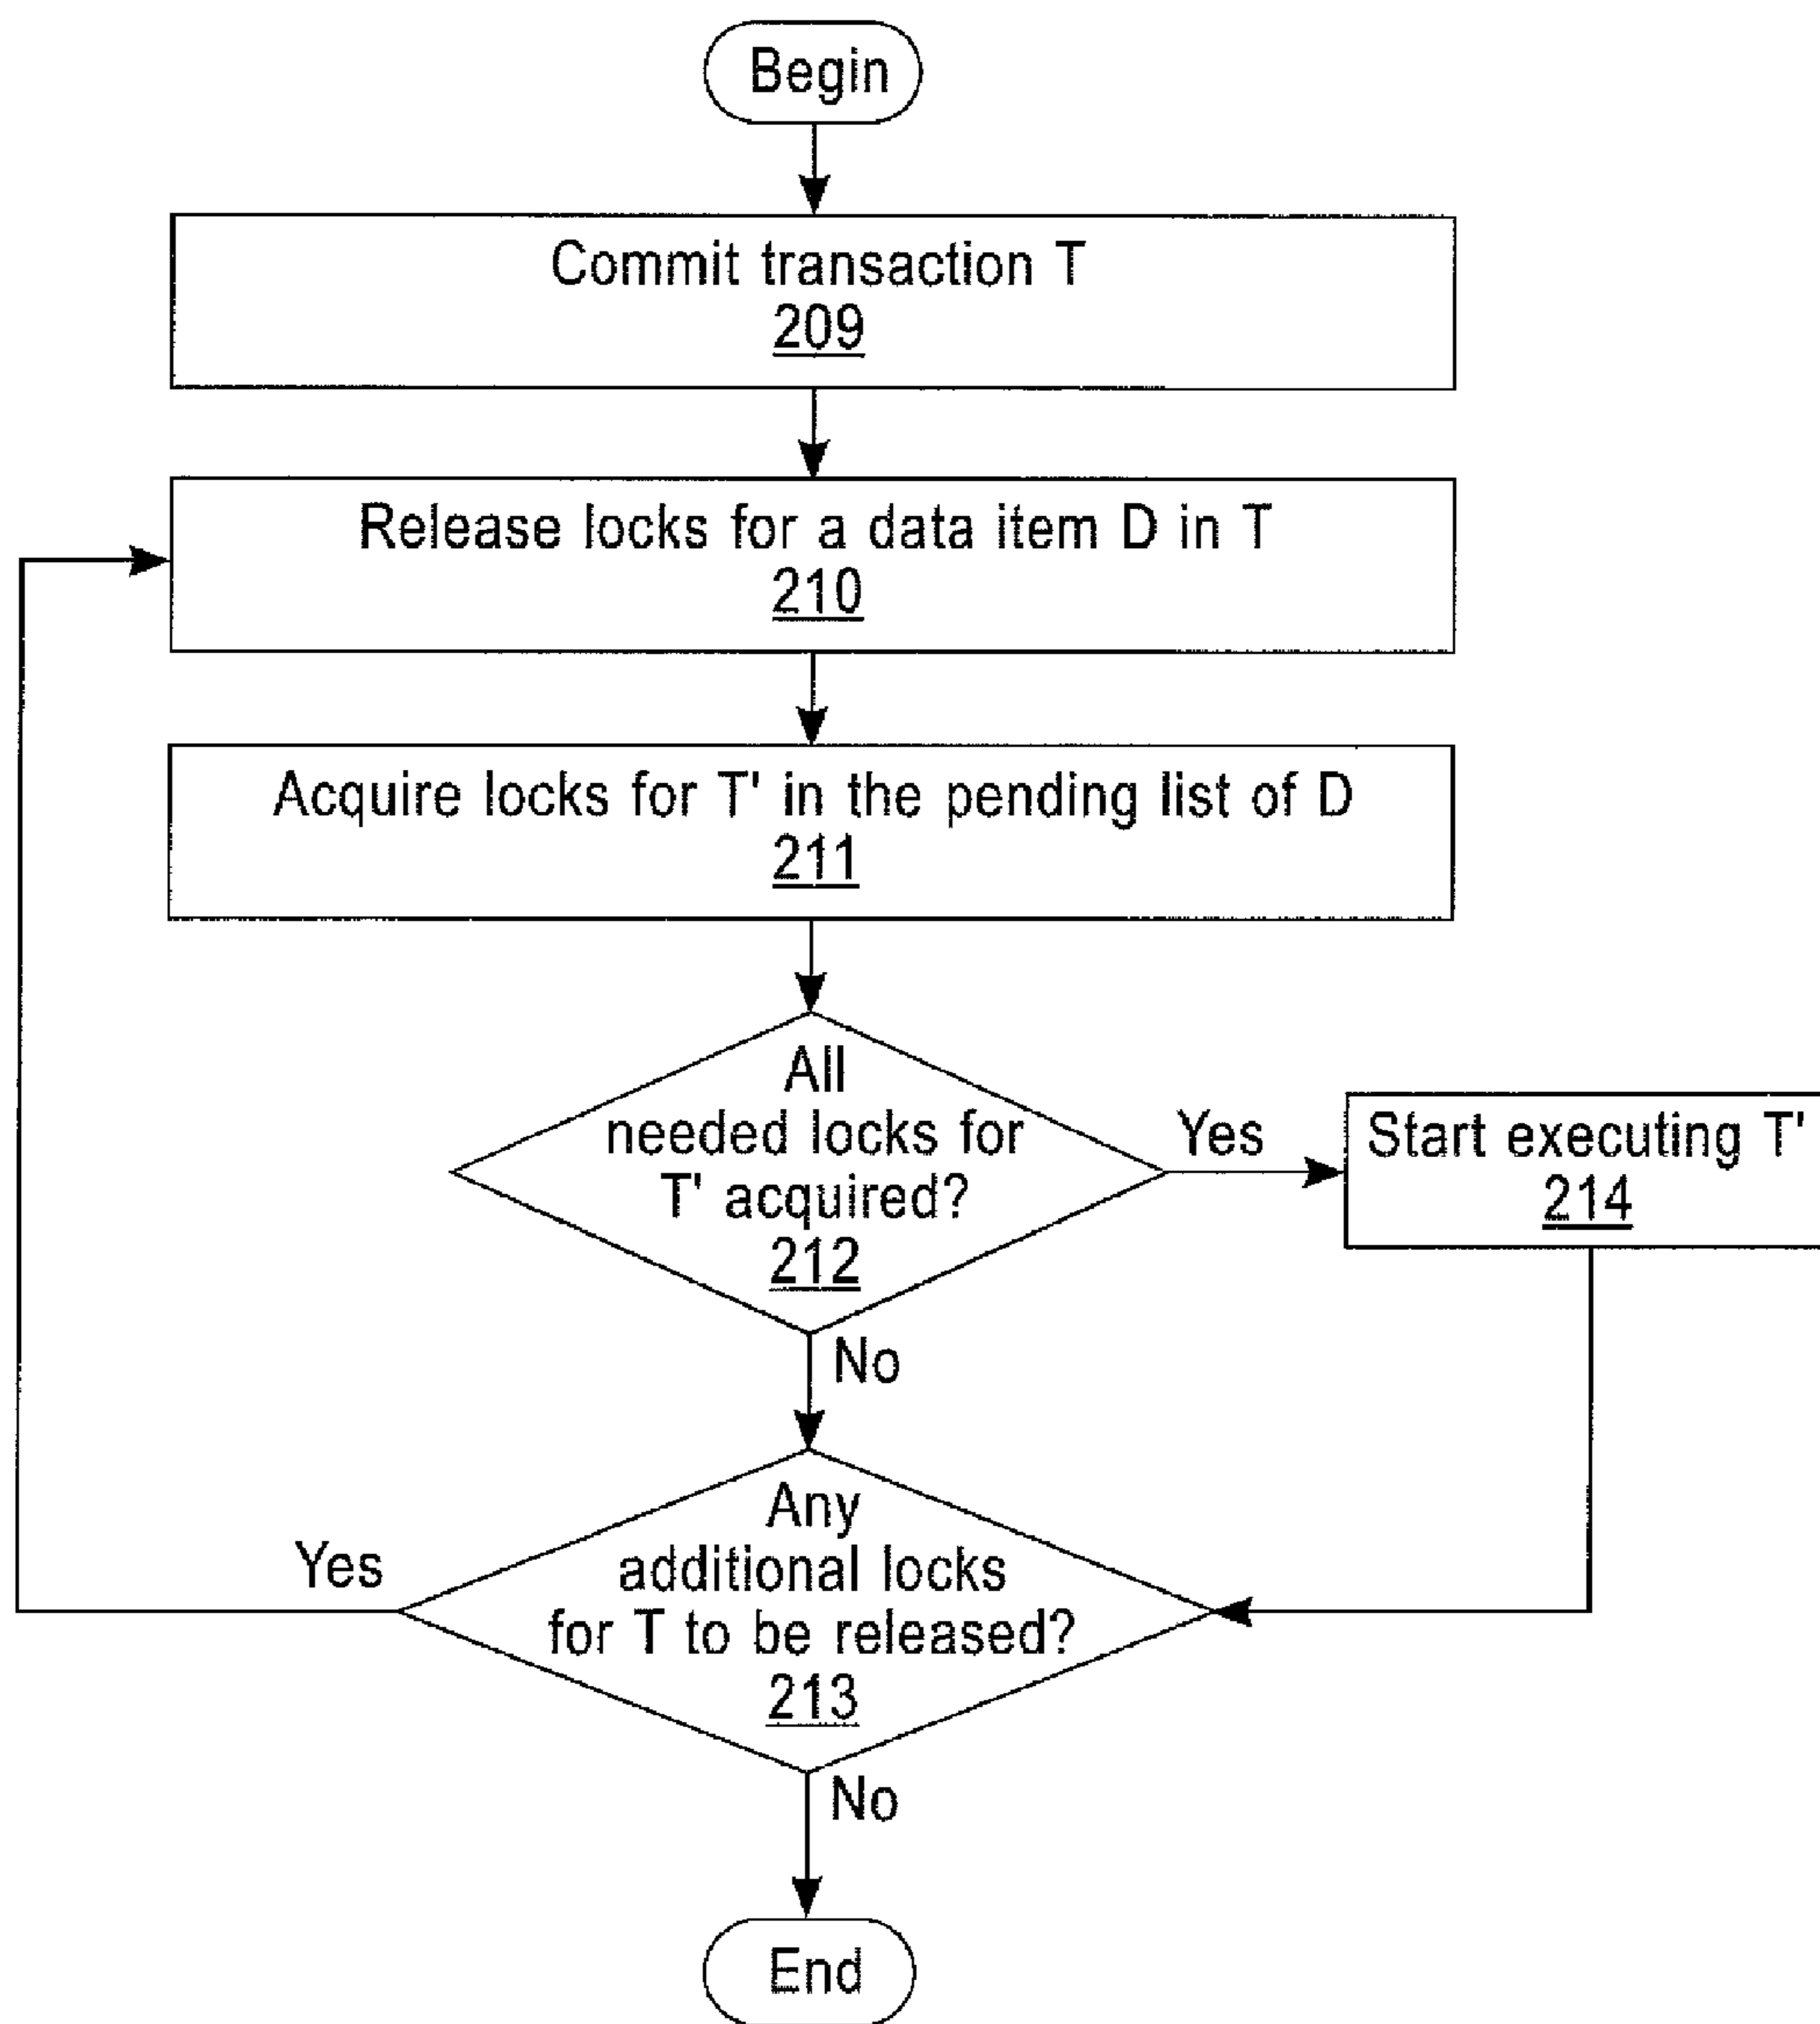 Begin
Commit transaction T
209
Release locks for a data item D in T
210
Acquire locks for T' in the pending list of D
211
All
needed locks for
T' acquired?
212
Yes
Start executing T'
214
No
Any
additional locks
for T to be released?
213
Yes
No
End